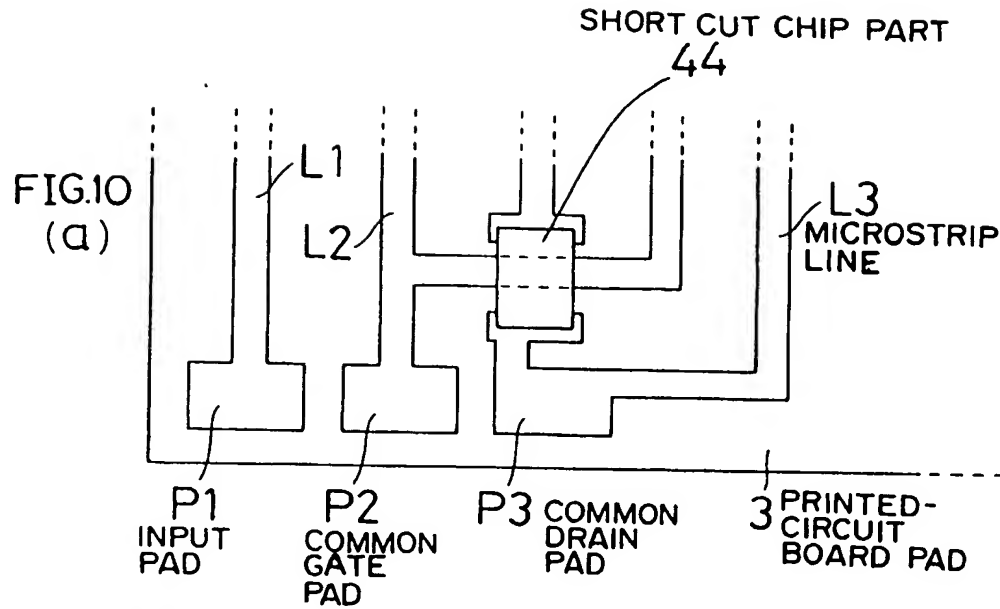 SHORT CUT CHIP PART
44
FIG.10
(a)
L1
L2
L3
MICROSTRIP
LINE
P1
INPUT
PAD
P2
COMMON
GATE
PAD
P3
COMMON
DRAIN
PAD
3
PRINTED-
CIRCUIT
BOARD PAD